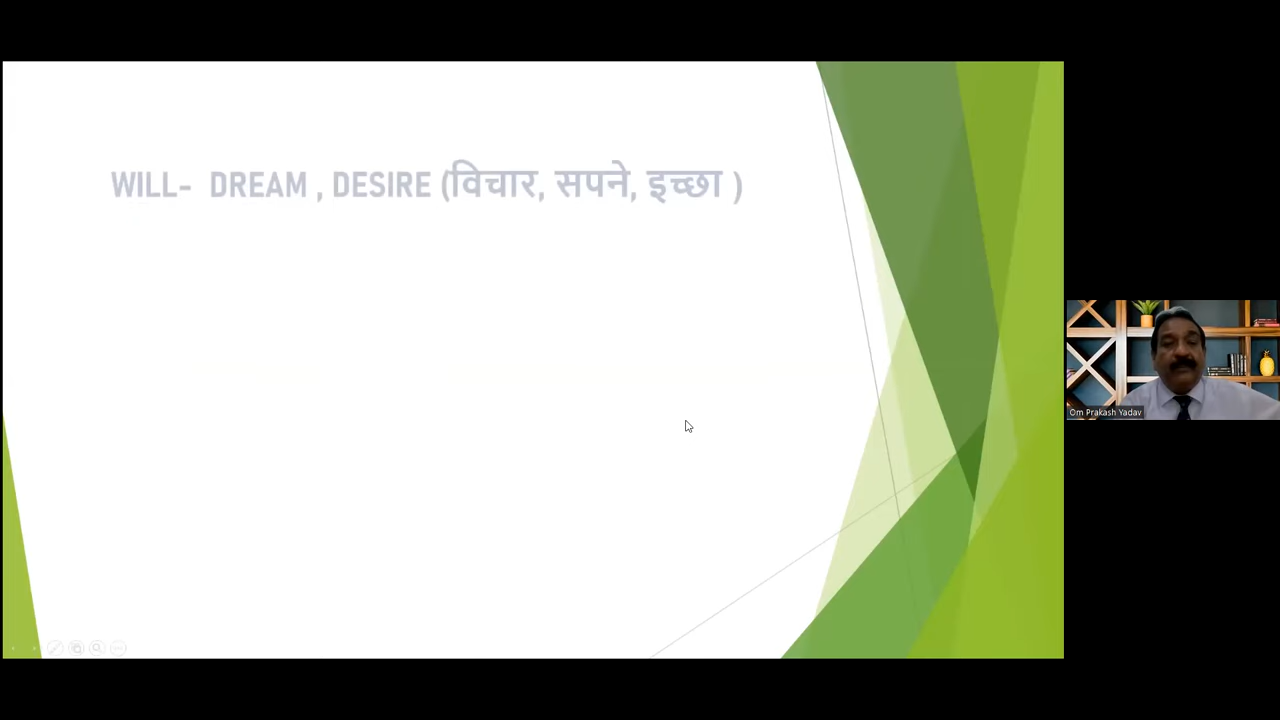 WILL- DREAM , DESIRE (विचार, सपने, इच्छा )
Om Prakash Yadav